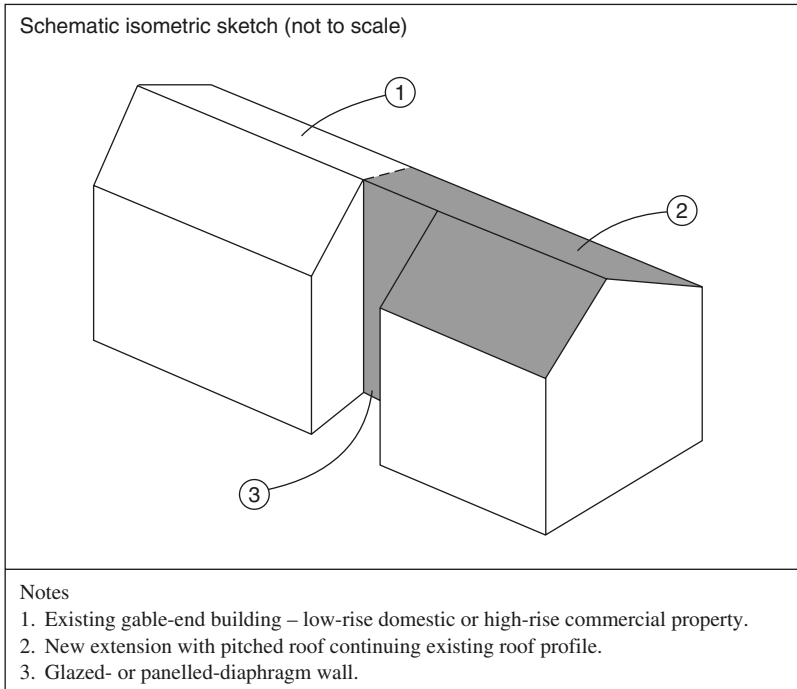 Schematic isometric sketch (not to scale)
1
2
3
Notes
1. Existing gable-end building – low-rise domestic or high-rise commercial property.
2. New extension with pitched roof continuing existing roof profile.
3. Glazed- or panelled-diaphragm wall.